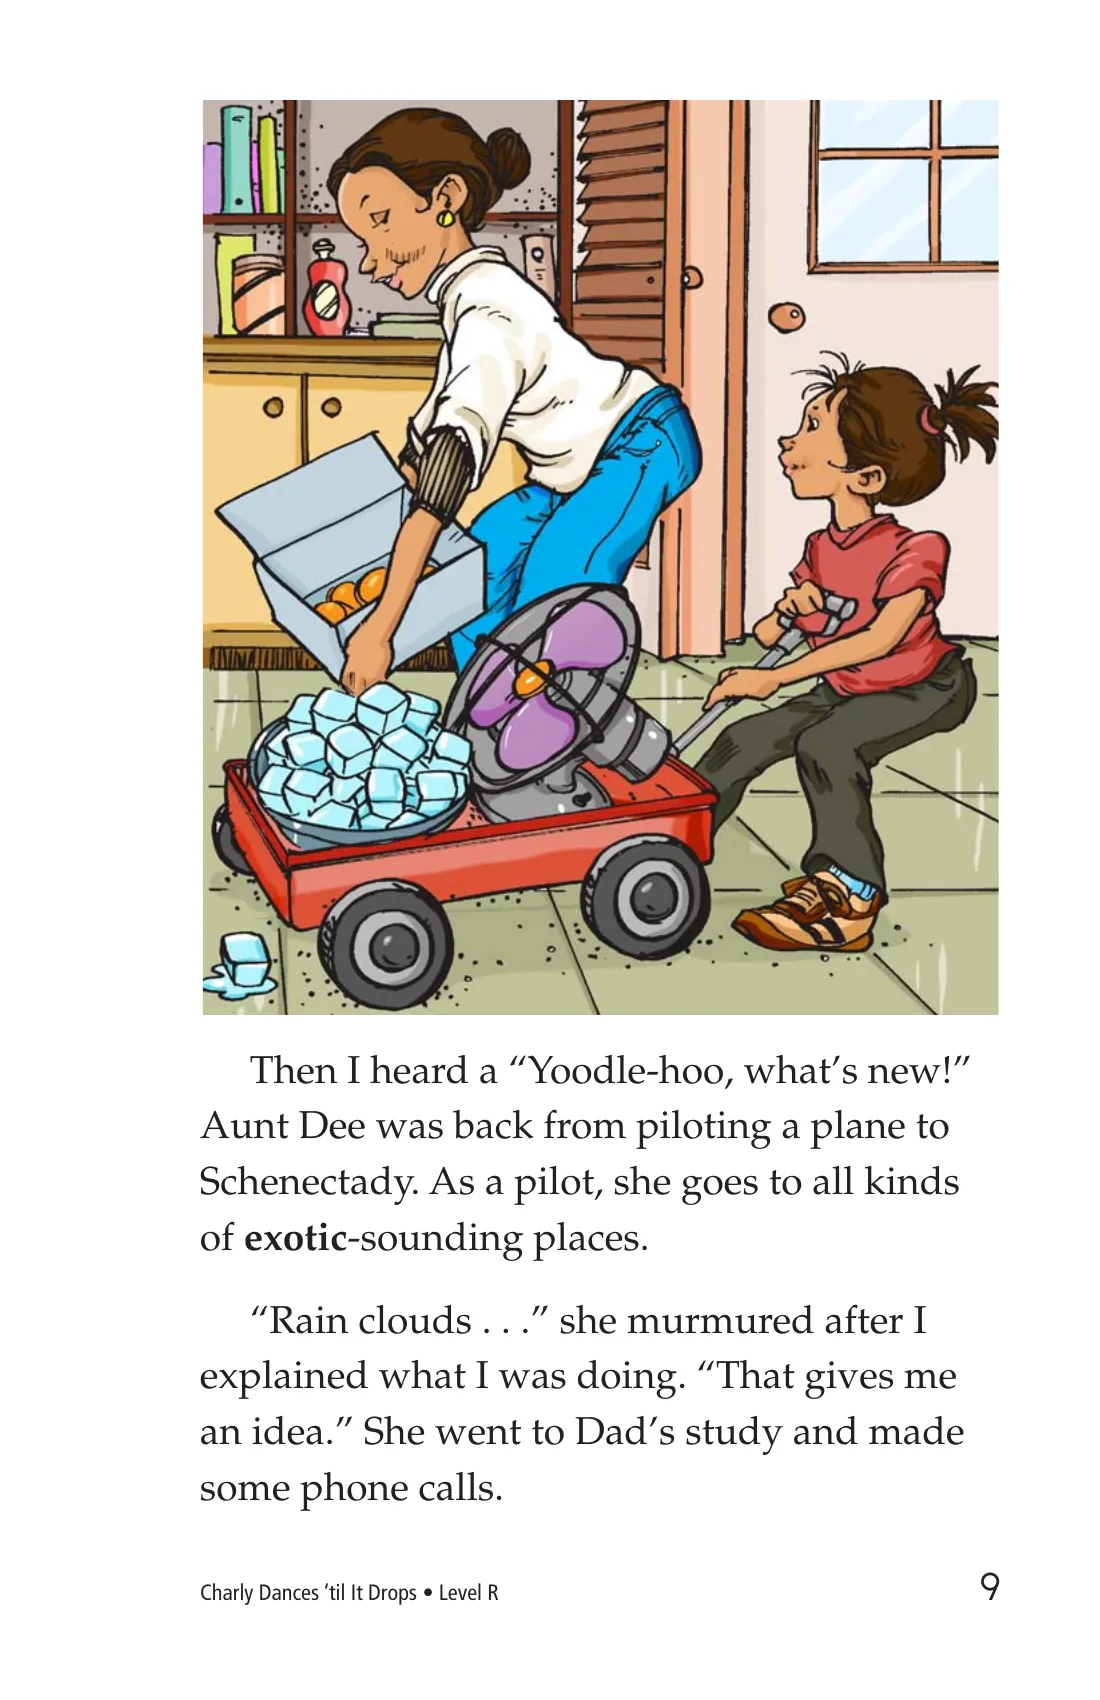 Then I heard a “Yoodle-hoo, what’s new!”
Aunt Dee was back from piloting a plane to
Schenectady. As a pilot, she goes to all kinds
of exotic-sounding places.
“Rain clouds . . .” she murmured after I
explained what I was doing. “That gives me
an idea.” She went to Dad’s study and made
some phone calls.
Charly Dances ‘til It Drops • Level R 9